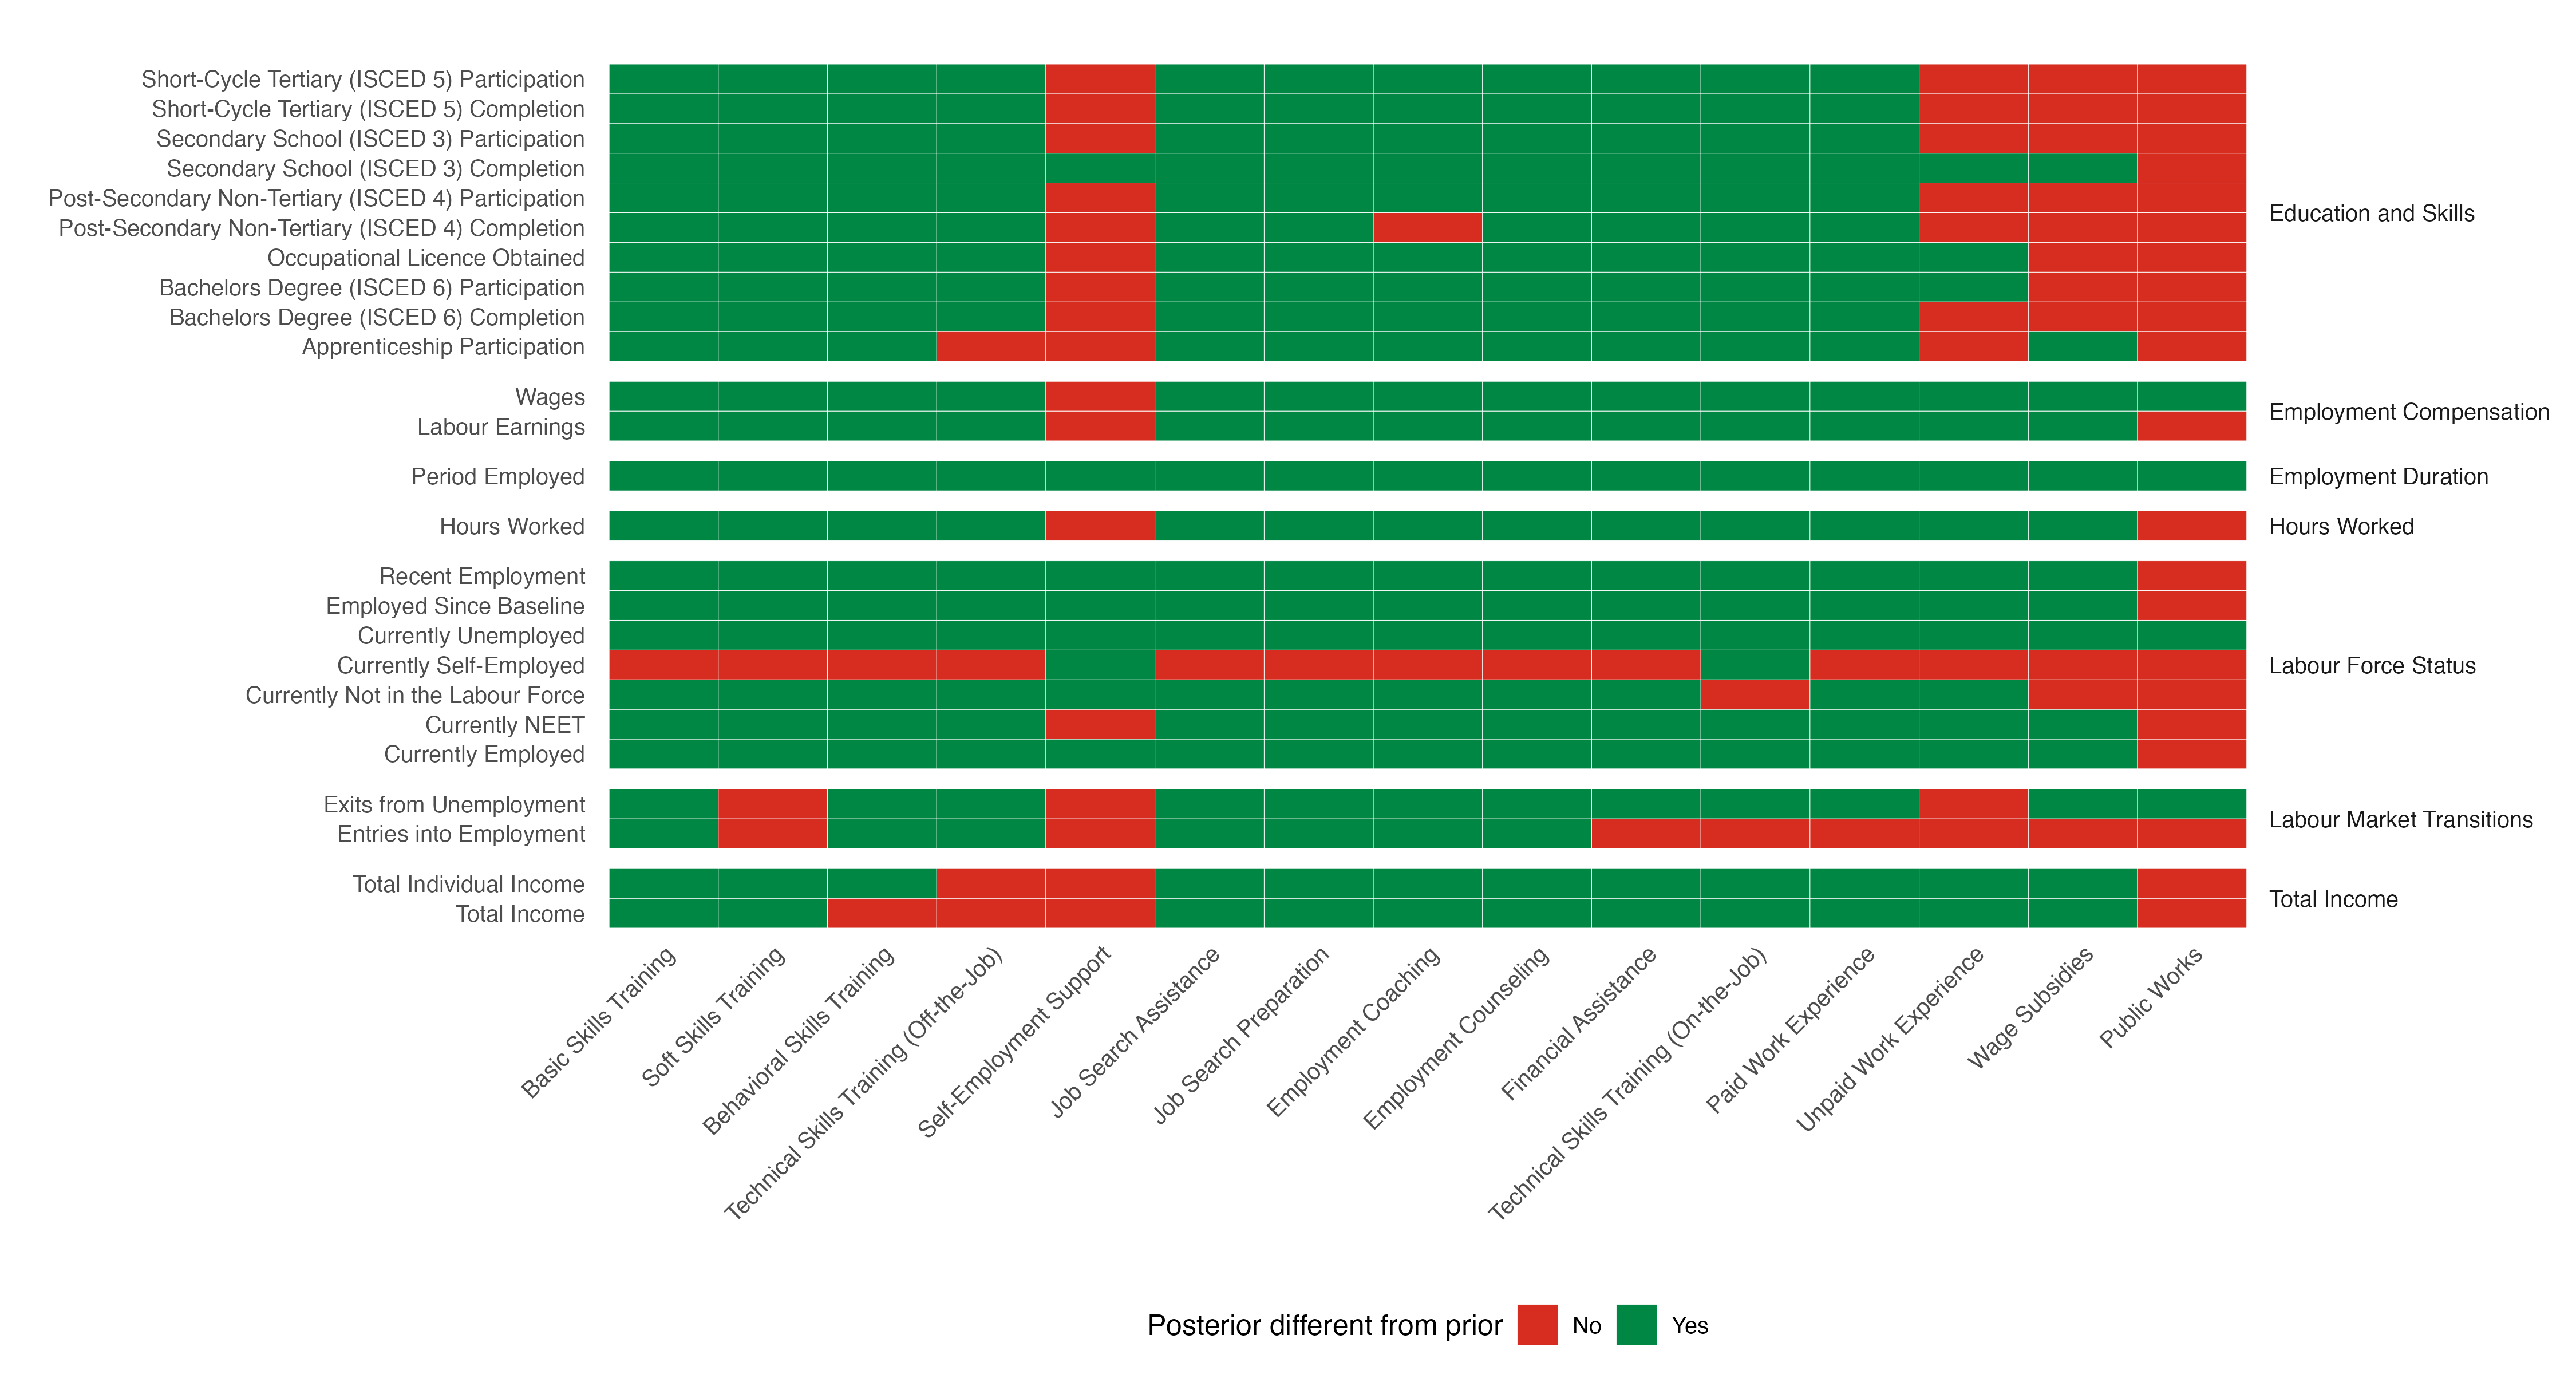 Short-Cycle Tertiary (ISCED 5) Participation
Short-Cycle Tertiary (ISCED 5) Completion
Secondary School (ISCED 3) Participation
Secondary School (ISCED 3) Completion
Post-Secondary Non-Tertiary (ISCED 4) Participation
Post-Secondary Non-Tertiary (ISCED 4) Completion
Occupational Licence Obtained
Bachelors Degree (ISCED 6) Participation
Bachelors Degree (ISCED 6) Completion
Apprenticeship Participation
Education and Skills
Wages
Labour Earnings
Employment Compensation
Period Employed
Employment Duration
Hours Worked
Hours Worked
Recent Employment
Employed Since Baseline
Currently Unemployed
Currently Self-Employed
Currently Not in the Labour Force
Currently NEET
Currently Employed
Labour Force Status
Exits from Unemployment
Entries into Employment
Labour Market Transitions
Total Individual Income
Total Income
Total Income
Basic Skills Training
Soft Skills Training
Behavioral Skills Training
Technical Skills Training (Off-the-Job)
Self-Employment Support
Job Search Assistance
Job Search Preparation
Employment Coaching
Employment Counseling
Financial Assistance
Technical Skills Training (On-the-Job)
Paid Work Experience
Unpaid Work Experience
Wage Subsidies
Public Works
Posterior different from prior No Yes